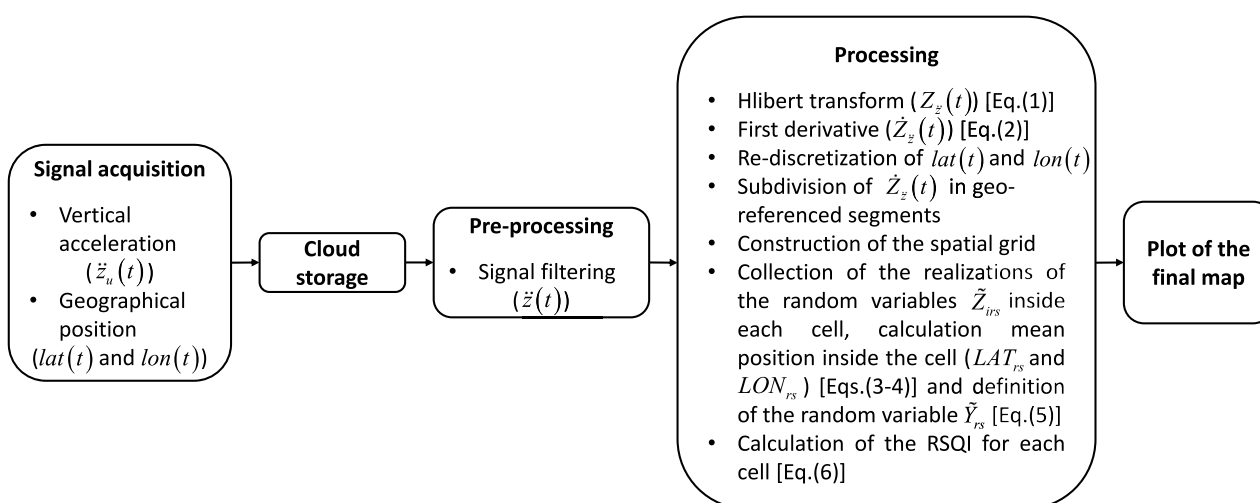 Signal acquisition
• Vertical
acceleration
(z̈ᵤ(t))
• Geographical
position
(lat(t) and lon(t))
Cloud
storage
Pre-processing
• Signal filtering
(z̈(t))
Processing
• Hlibert transform (Z_z̈(t)) [Eq.(1)]
• First derivative (Ż_z̈(t)) [Eq.(2)]
• Re-discretization of lat(t) and lon(t)
• Subdivision of Ż_z̈(t) in geo-
referenced segments
• Construction of the spatial grid
• Collection of the realizations of
the random variables Z̃_irs inside
each cell, calculation mean
position inside the cell (LAT_rs and
LON_rs) [Eqs.(3-4)] and definition
of the random variable Ỹ_rs [Eq.(5)]
• Calculation of the RSQI for each
cell [Eq.(6)]
Plot of the
final map